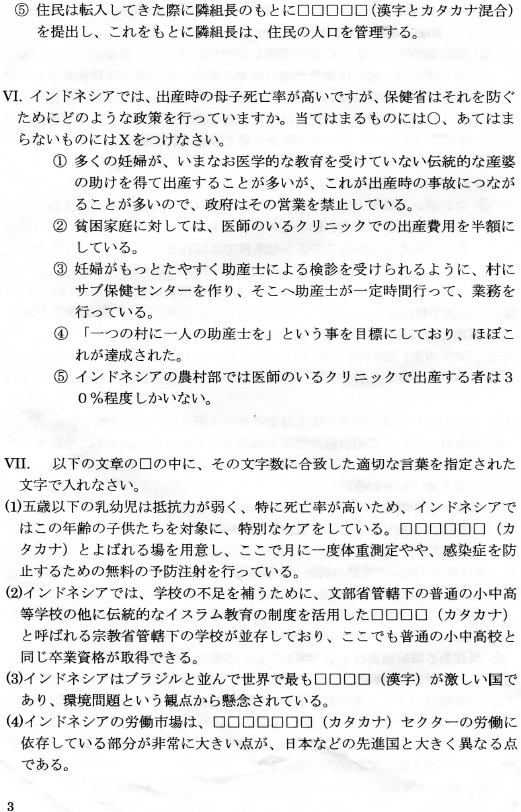 ⑤ 住民は転入してきた際に隣組長のもとに□□□□□(漢字とカタカナ混合)
を提出し、これをもとに隣組長は、住民の人口を管理する。
VI. インドネシアでは、出産時の母子死亡率が高いですが、保健省はそれを防ぐ
ためにどのような政策を行っていますか。当てはまるものには○、あてはま
らないものにはXをつけなさい。
① 多くの妊婦が、いまなお医学的な教育を受けていない伝統的な産婆
の助けを得て出産することが多いが、これが出産時の事故につなが
ることが多いので、政府はその営業を禁止している。
② 貧困家庭に対しては、医師のいるクリニックでの出産費用を半額に
している。
③ 妊婦がもっとたやすく助産士による検診を受けられるように、村に
サブ保健センターを作り、そこへ助産士が一定時間行って、業務を
行っている。
④ 「一つの村に一人の助産士を」という事を目標にしており、ほぼこ
れが達成された。
⑤ インドネシアの農村部では医師のいるクリニックで出産する者は3
0%程度しかいない。
VII. 以下の文章の□の中に、その文字数に合致した適切な言葉を指定された
文字で入れなさい。
(1)五歳以下の乳幼児は抵抗力が弱く、特に死亡率が高いため、インドネシアで
はこの年齢の子供たちを対象に、特別なケアをしている。□□□□□□（カ
タカナ）とよばれる場を用意し、ここで月に一度体重測定やや、感染症を防
止するための無料の予防注射を行っている。
(2)インドネシアでは、学校の不足を補うために、文部省管轄下の普通の小中高
等学校の他に伝統的なイスラム教育の制度を活用した□□□□（カタカナ）
と呼ばれる宗教省管轄下の学校が並存しており、ここでも普通の小中高校と
同じ卒業資格が取得できる。
(3)インドネシアはブラジルと並んで世界で最も□□□□（漢字）が激しい国で
あり、環境問題という観点から懸念されている。
(4)インドネシアの労働市場は、□□□□□□□（カタカナ）セクターの労働に
依存している部分が非常に大きい点が、日本などの先進国と大きく異なる点
である。
3